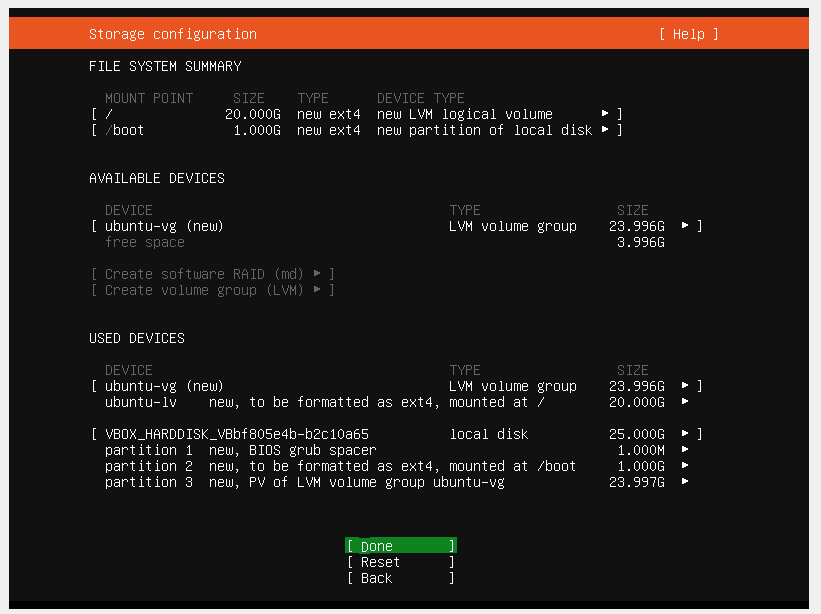 Storage configuration [ Help ]
FILE SYSTEM SUMMARY
MOUNT POINT SIZE TYPE DEVICE TYPE
[ / 20.000G new ext4 new LVM logical volume ▸ ]
[ /boot 1.000G new ext4 new partition of local disk ▸ ]
AVAILABLE DEVICES
DEVICE TYPE SIZE
[ ubuntu-vg (new) LVM volume group 23.996G ▸ ]
free space 3.996G
[ Create software RAID (md) ▸ ]
[ Create volume group (LVM) ▸ ]
USED DEVICES
DEVICE TYPE SIZE
[ ubuntu-vg (new) LVM volume group 23.996G ▸ ]
ubuntu-lv new, to be formatted as ext4, mounted at / 20.000G ▸
[ VBOX_HARDDISK_VBbf805e4b-b2c10a65 local disk 25.000G ▸ ]
partition 1 new, BIOS grub spacer 1.000M ▸
partition 2 new, to be formatted as ext4, mounted at /boot 1.000G ▸
partition 3 new, PV of LVM volume group ubuntu-vg 23.997G ▸
[ Done ]
[ Reset ]
[ Back ]